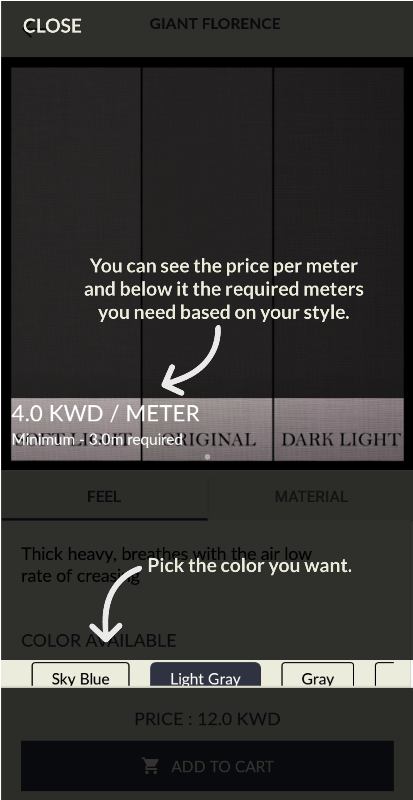 CLOSE
GIANT FLORENCE
You can see the price per meter
and below it the required meters
you need based on your style.
4.0 KWD / METER
Minimum - 3.0m required
LIGHT
ORIGINAL
DARK LIGHT
FEEL
MATERIAL
Thick heavy, breathes with the air low
rate of creasing
Pick the color you want.
COLOR AVAILABLE
Sky Blue
Light Gray
Gray
PRICE : 12.0 KWD
ADD TO CART